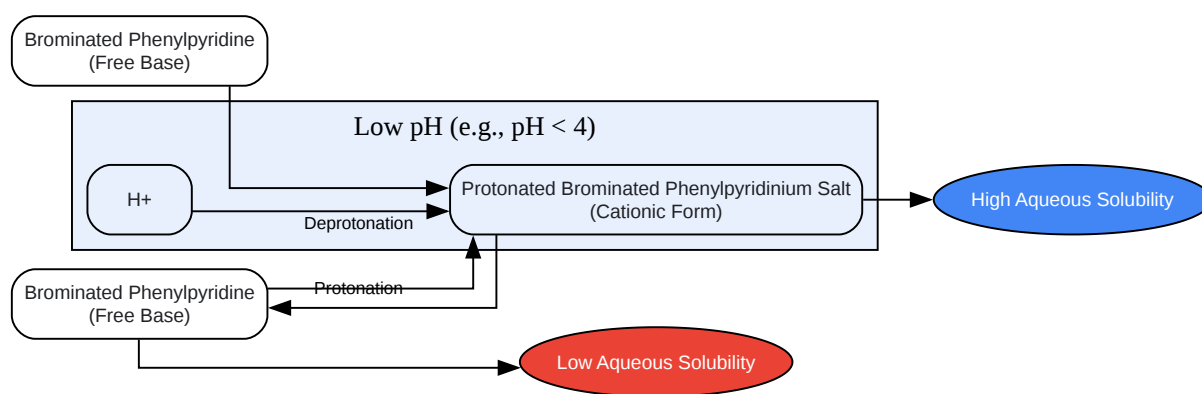 Brominated Phenylpyridine
(Free Base)
Low pH (e.g., pH < 4)
H+
Deprotonation
Protonated Brominated Phenylpyridinium Salt
(Cationic Form)
High Aqueous Solubility
Brominated Phenylpyridine
(Free Base)
Protonation
Low Aqueous Solubility